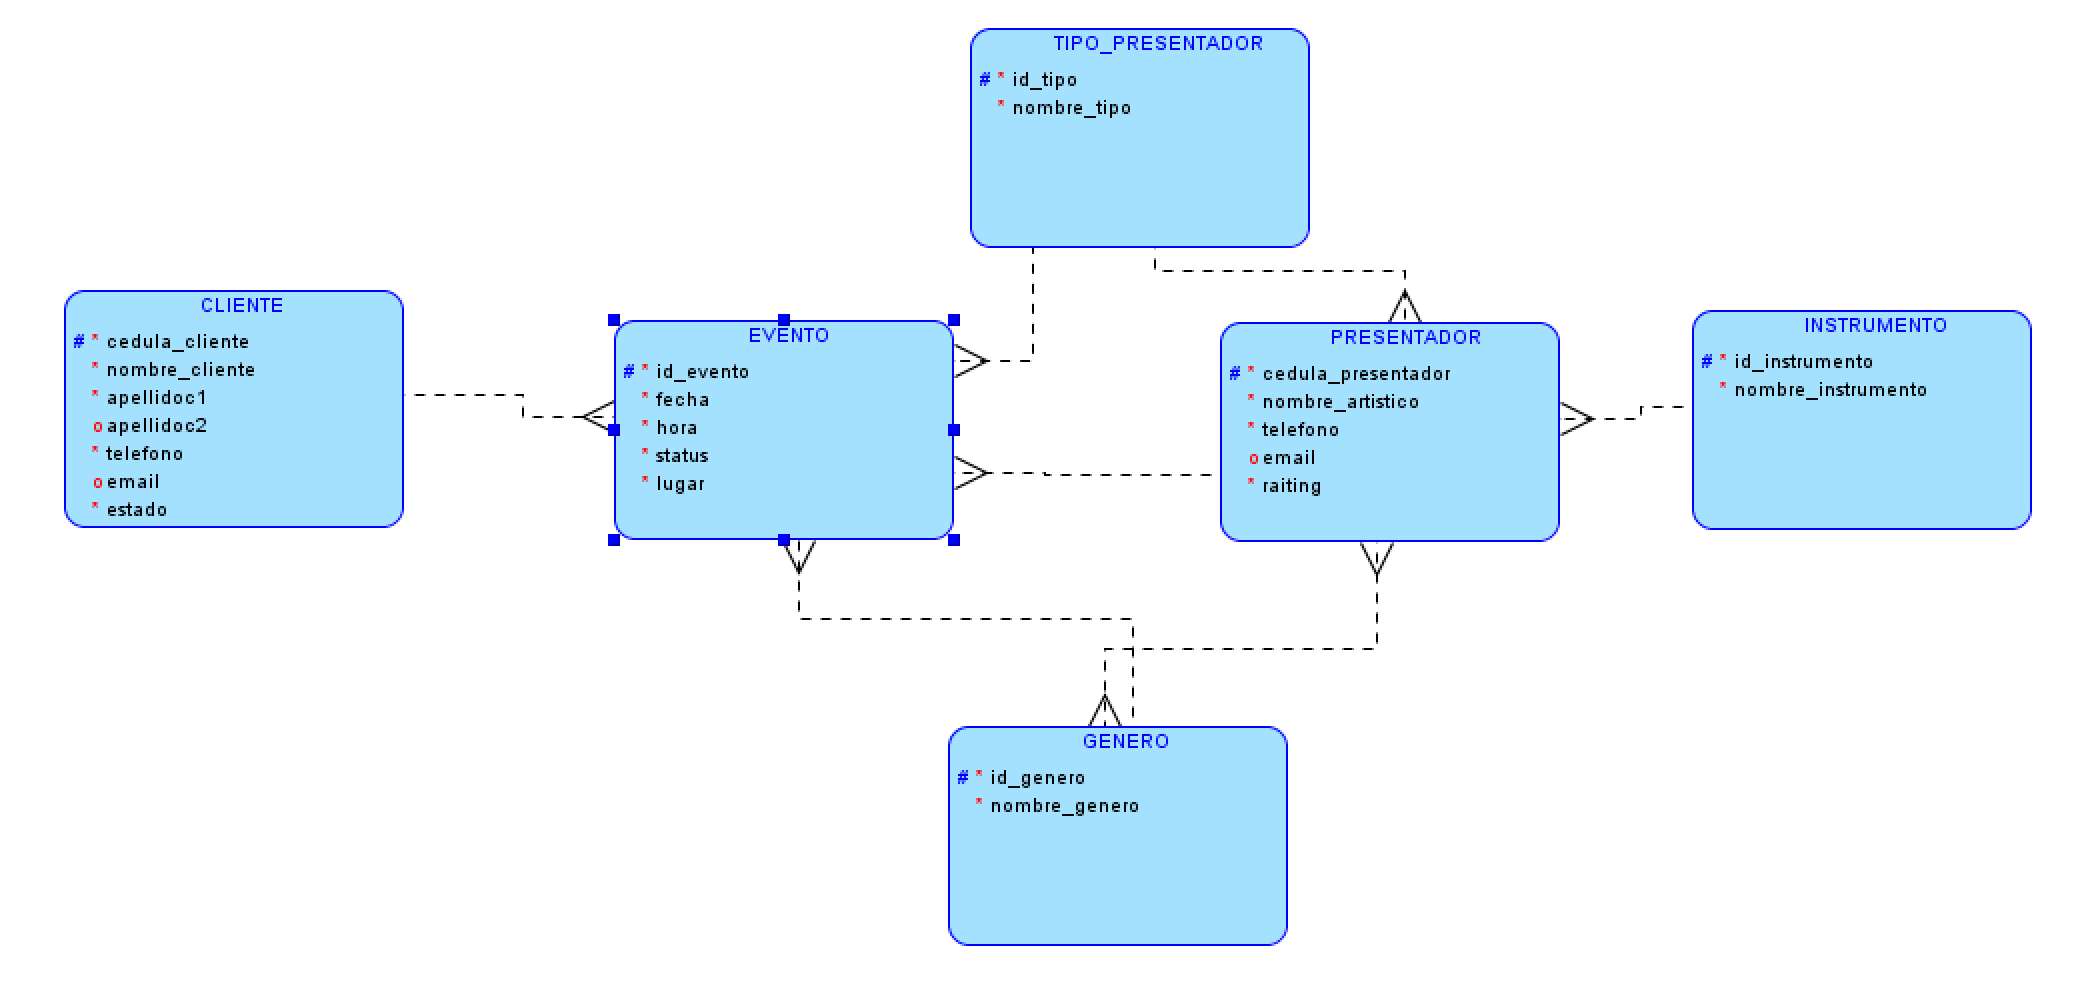 TIPO_PRESENTADOR
# * id_tipo
* nombre_tipo
CLIENTE
# * cedula_cliente
* nombre_cliente
* apellidoc1
o apellidoc2
* telefono
o email
* estado
EVENTO
# * id_evento
* fecha
* hora
* status
* lugar
PRESENTADOR
# * cedula_presentador
* nombre_artistico
* telefono
o email
* raiting
INSTRUMENTO
# * id_instrumento
* nombre_instrumento
GENERO
# * id_genero
* nombre_genero